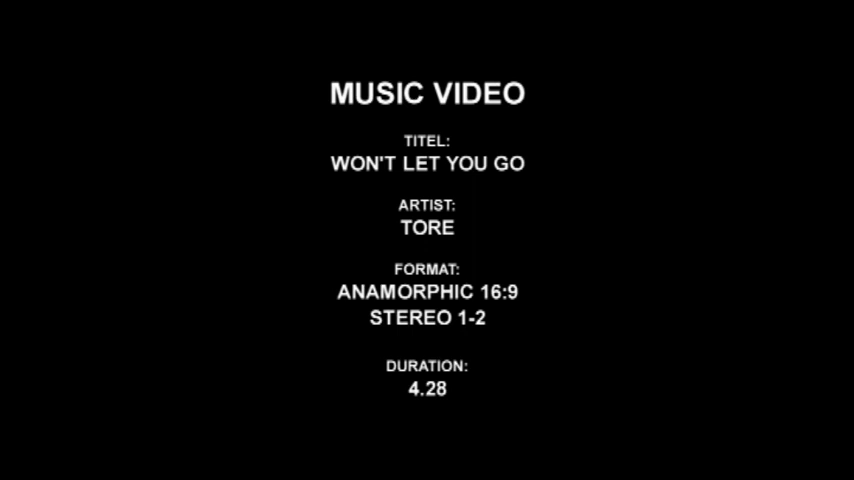 MUSIC VIDEO
TITEL:
WON'T LET YOU GO
ARTIST:
TORE
FORMAT:
ANAMORPHIC 16:9
STEREO 1-2
DURATION:
4.28